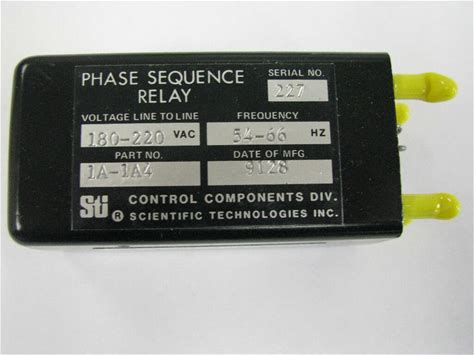 PHASE SEQUENCE RELAY
SERIAL NO.
227
VOLTAGE LINE TO LINE
180-220 VAC
FREQUENCY
54-66 HZ
PART NO.
1A-1A4
DATE OF MFG
9128
Sti ® CONTROL COMPONENTS DIV.
SCIENTIFIC TECHNOLOGIES INC.